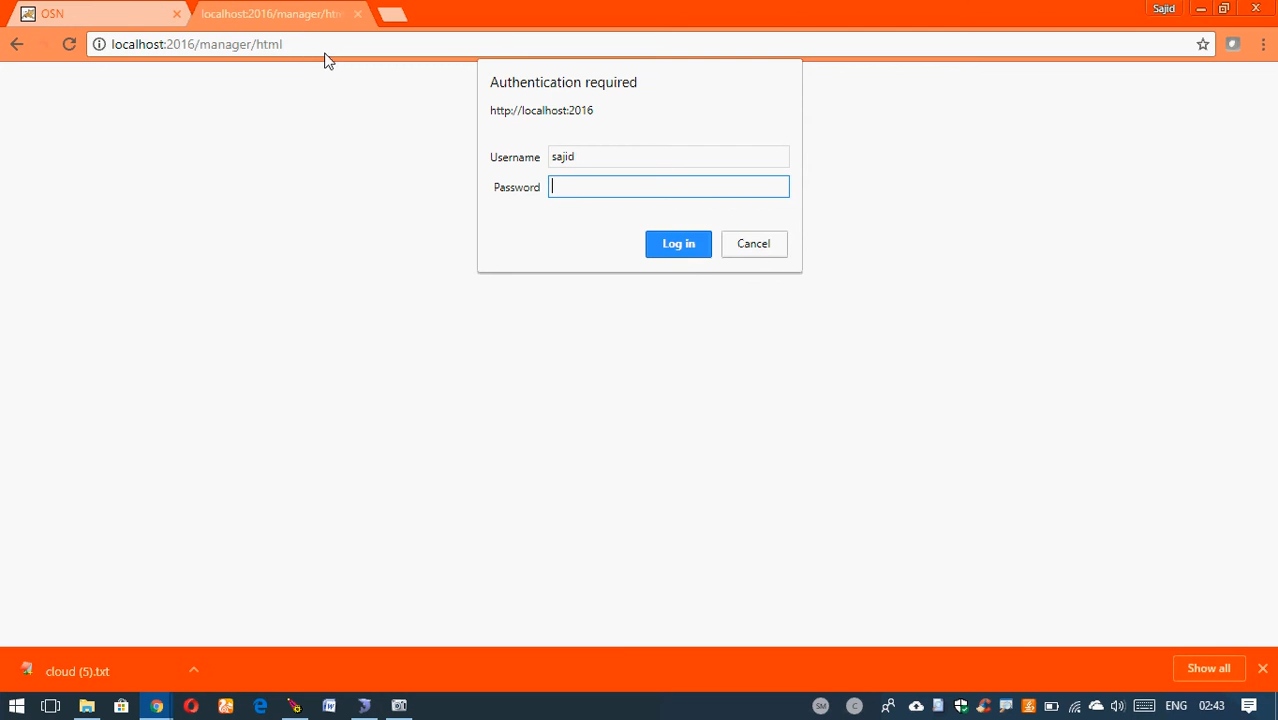 OSN
localhost:2016/manager/htm
Sajid
localhost:2016/manager/html
Authentication required
http://localhost:2016
Username sajid
Password
Log in Cancel
cloud (5).txt
Show all
SM C ENG 02:43